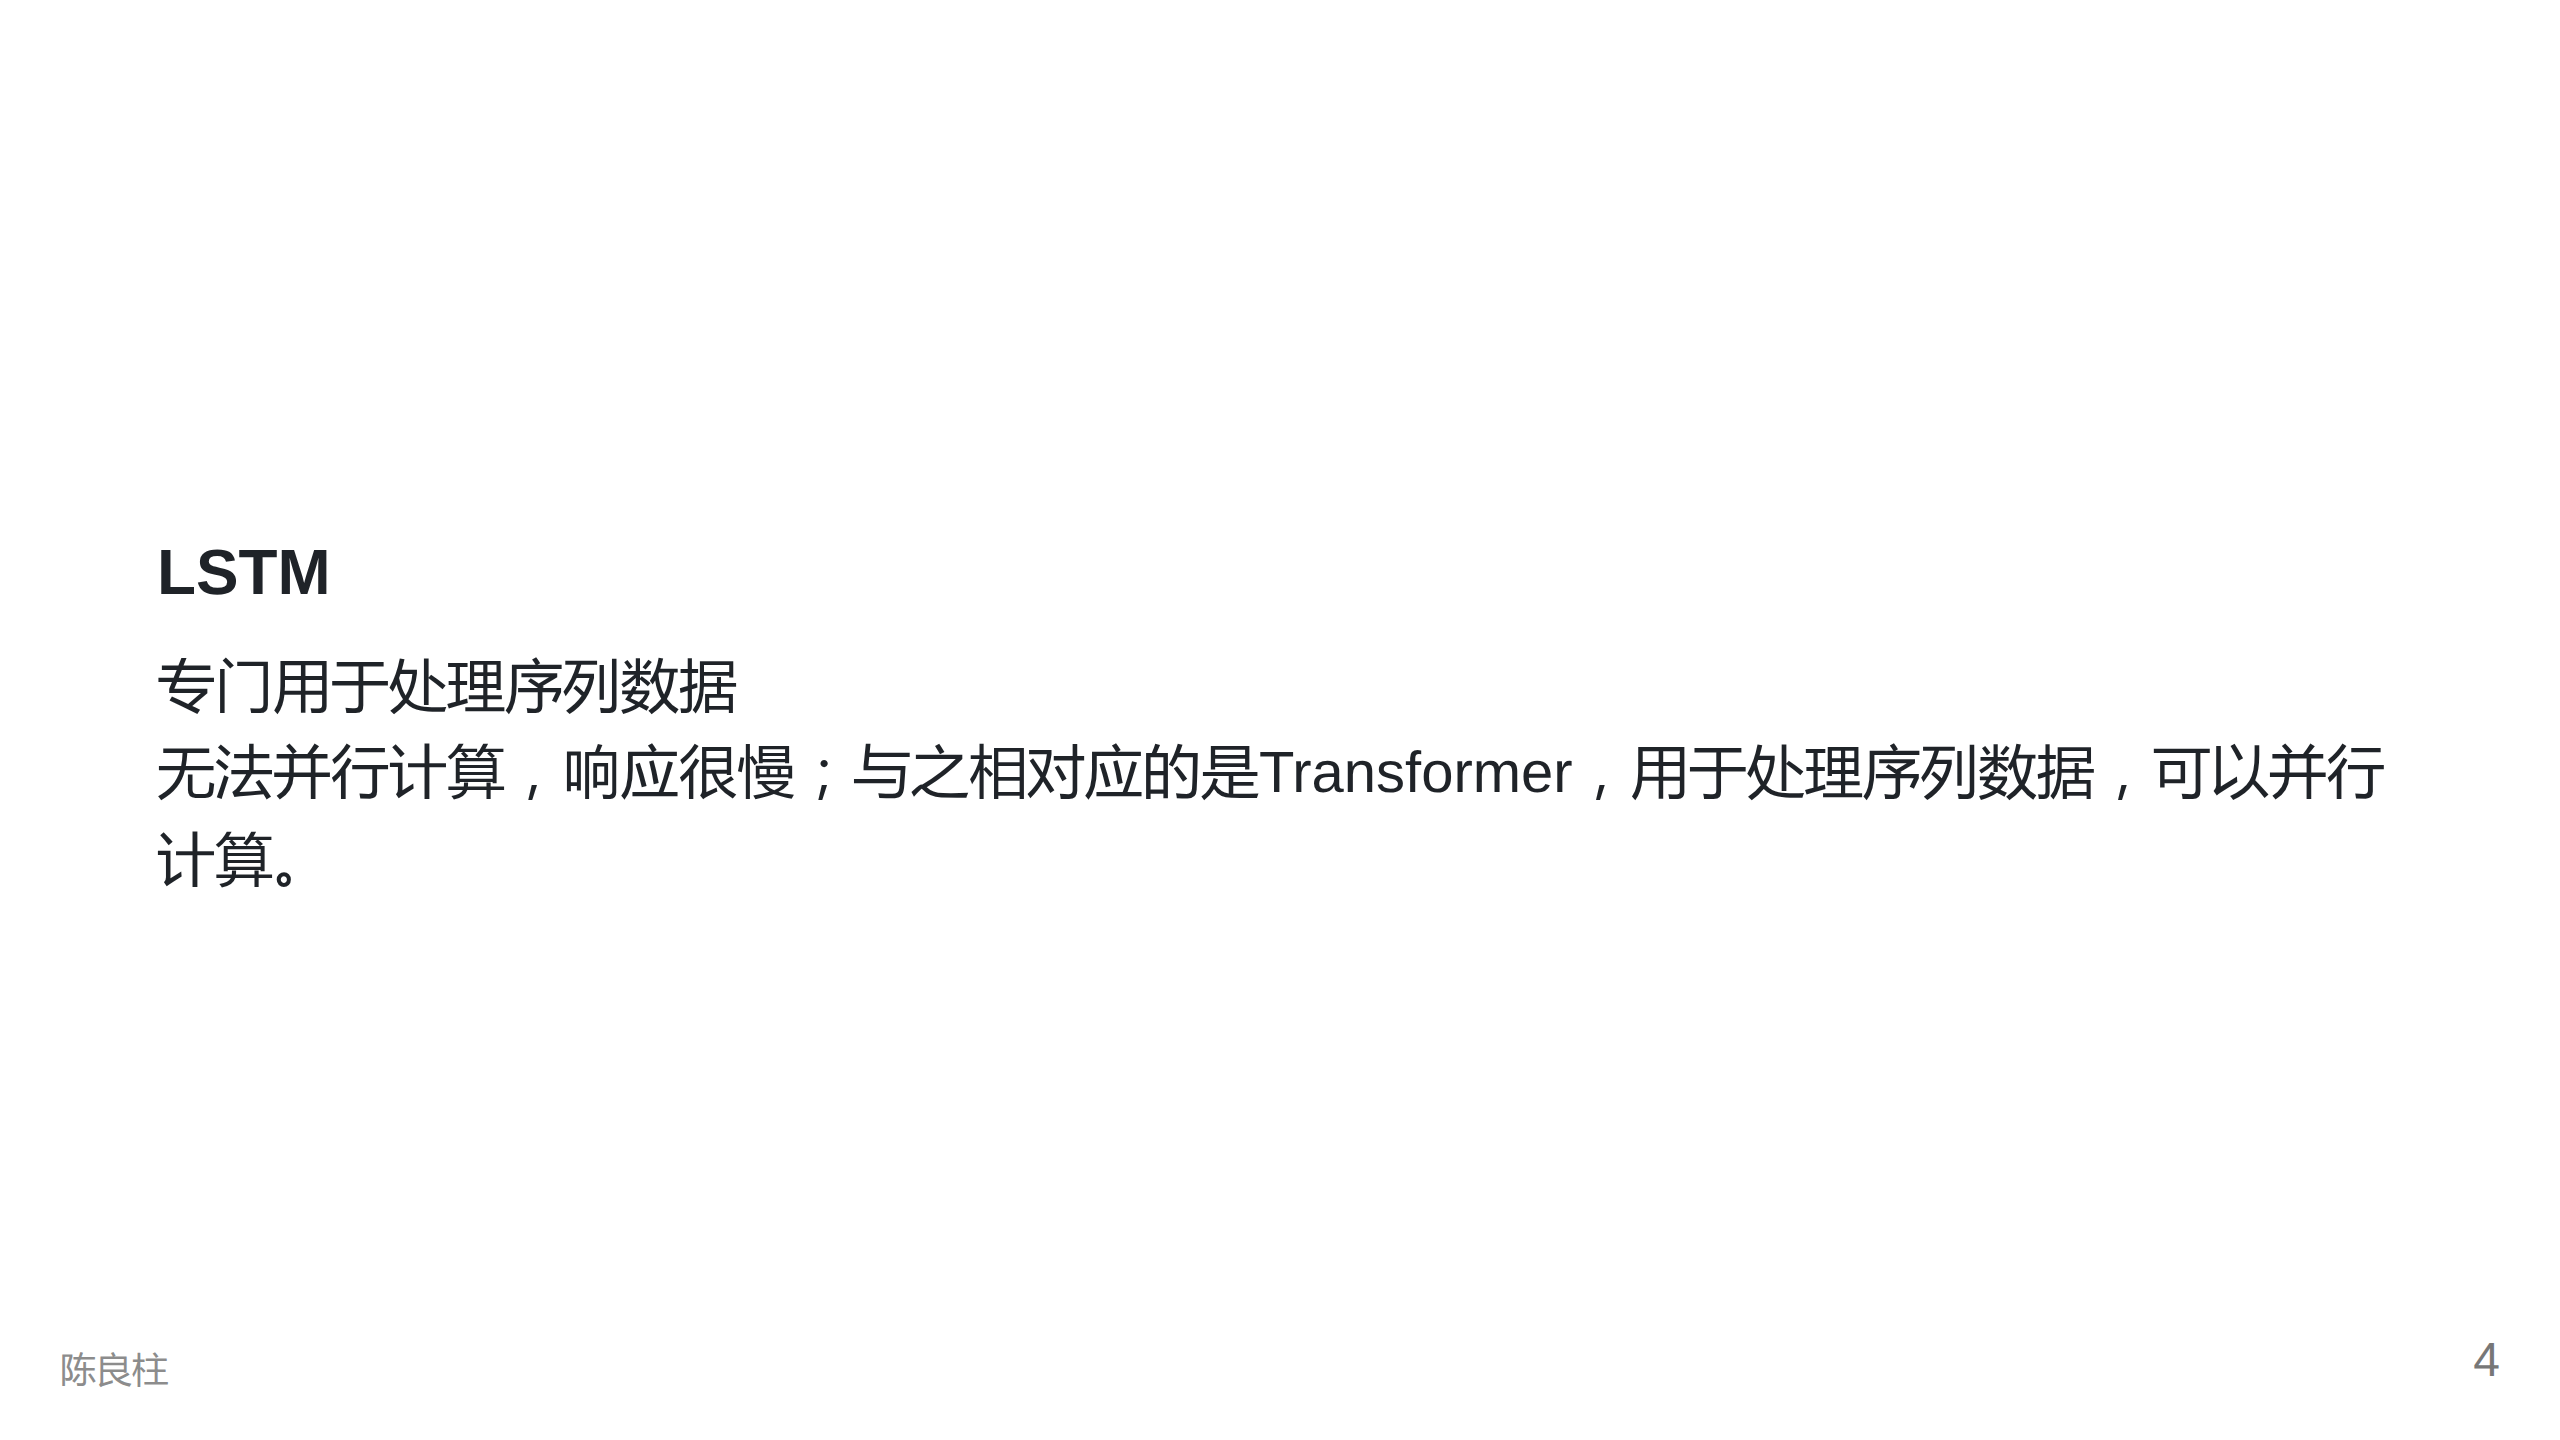 LSTM
专门用于处理序列数据
无法并行计算，响应很慢；与之相对应的是Transformer，用于处理序列数据，可以并行
计算。
陈良柱
4